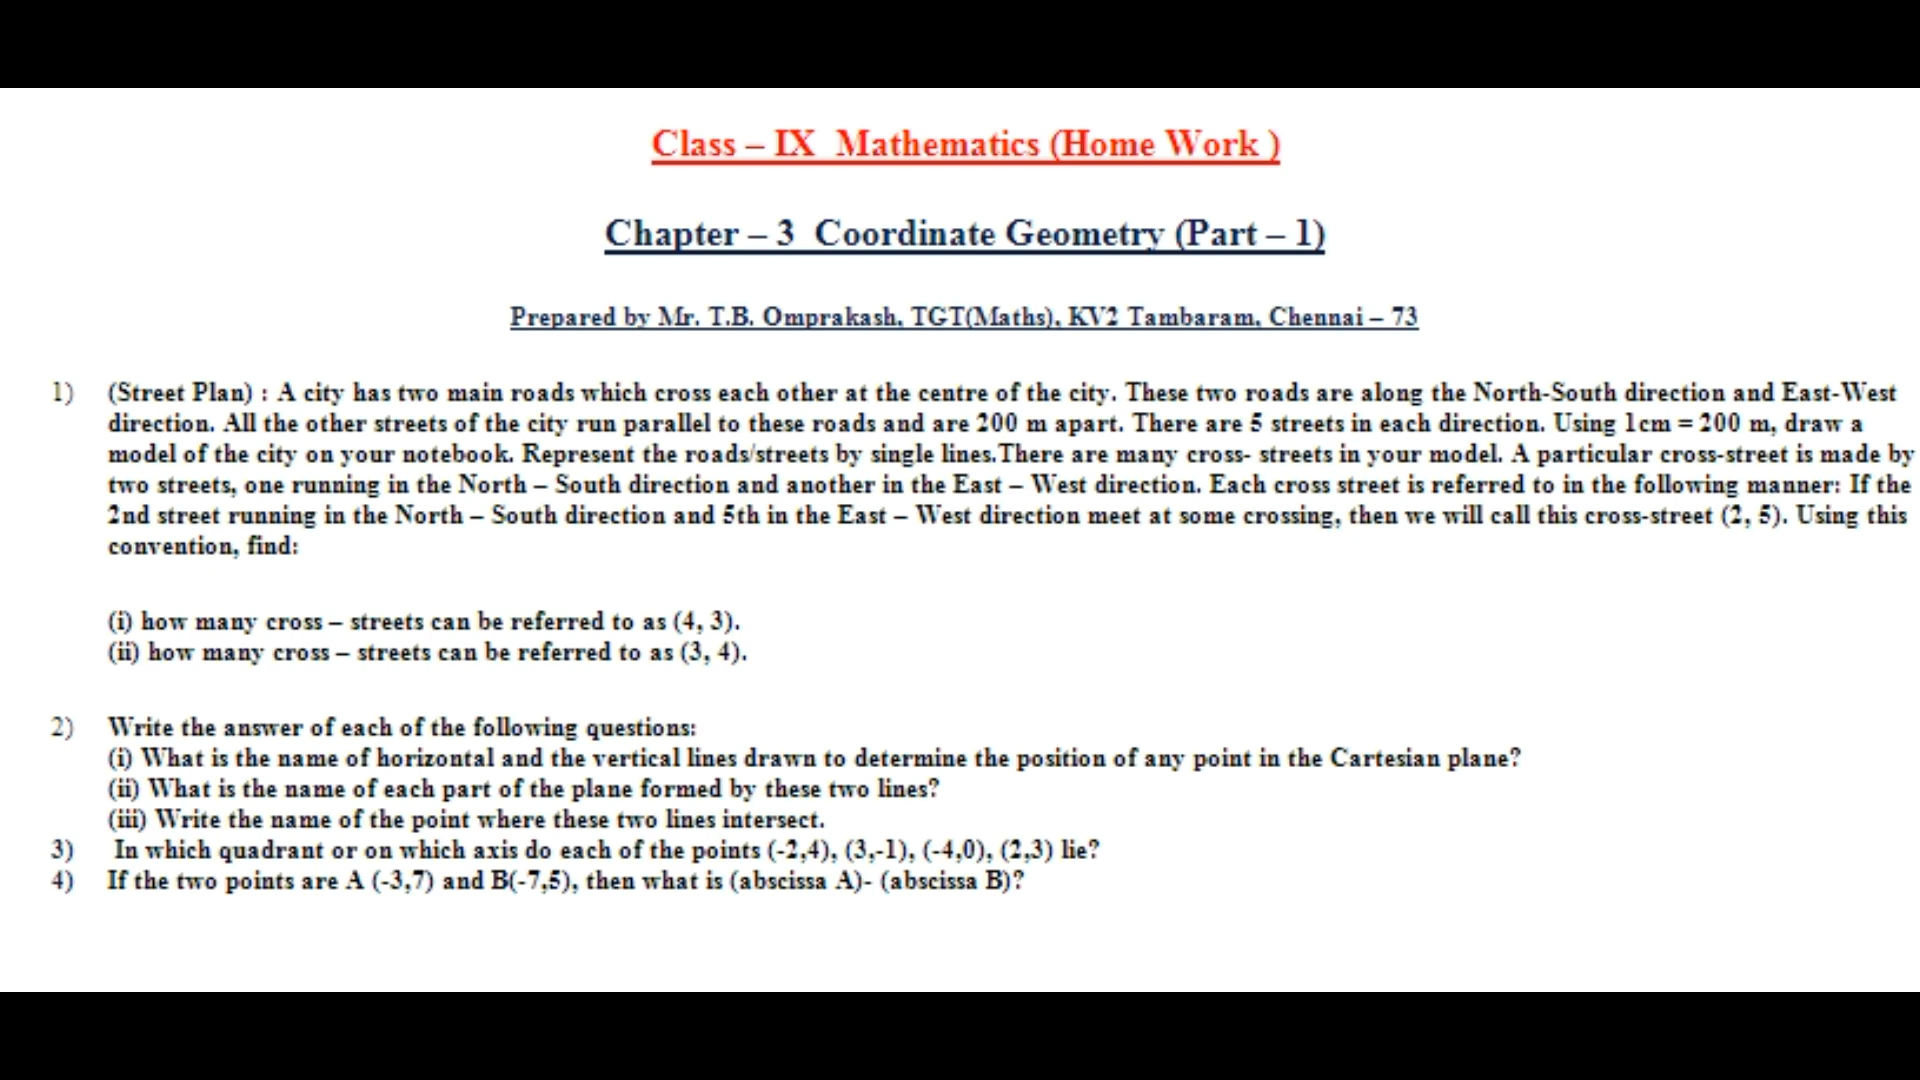 Class – IX  Mathematics (Home Work )
Chapter – 3  Coordinate Geometry (Part – 1)
Prepared by Mr. T.B. Omprakash, TGT(Maths), KV2 Tambaram, Chennai – 73
1) (Street Plan) : A city has two main roads which cross each other at the centre of the city. These two roads are along the North-South direction and East-West
direction. All the other streets of the city run parallel to these roads and are 200 m apart. There are 5 streets in each direction. Using 1cm = 200 m, draw a
model of the city on your notebook. Represent the roads/streets by single lines.There are many cross- streets in your model. A particular cross-street is made by
two streets, one running in the North – South direction and another in the East – West direction. Each cross street is referred to in the following manner: If the
2nd street running in the North – South direction and 5th in the East – West direction meet at some crossing, then we will call this cross-street (2, 5). Using this
convention, find:
(i) how many cross – streets can be referred to as (4, 3).
(ii) how many cross – streets can be referred to as (3, 4).
2) Write the answer of each of the following questions:
(i) What is the name of horizontal and the vertical lines drawn to determine the position of any point in the Cartesian plane?
(ii) What is the name of each part of the plane formed by these two lines?
(iii) Write the name of the point where these two lines intersect.
3) In which quadrant or on which axis do each of the points (-2,4), (3,-1), (-4,0), (2,3) lie?
4) If the two points are A (-3,7) and B(-7,5), then what is (abscissa A)- (abscissa B)?